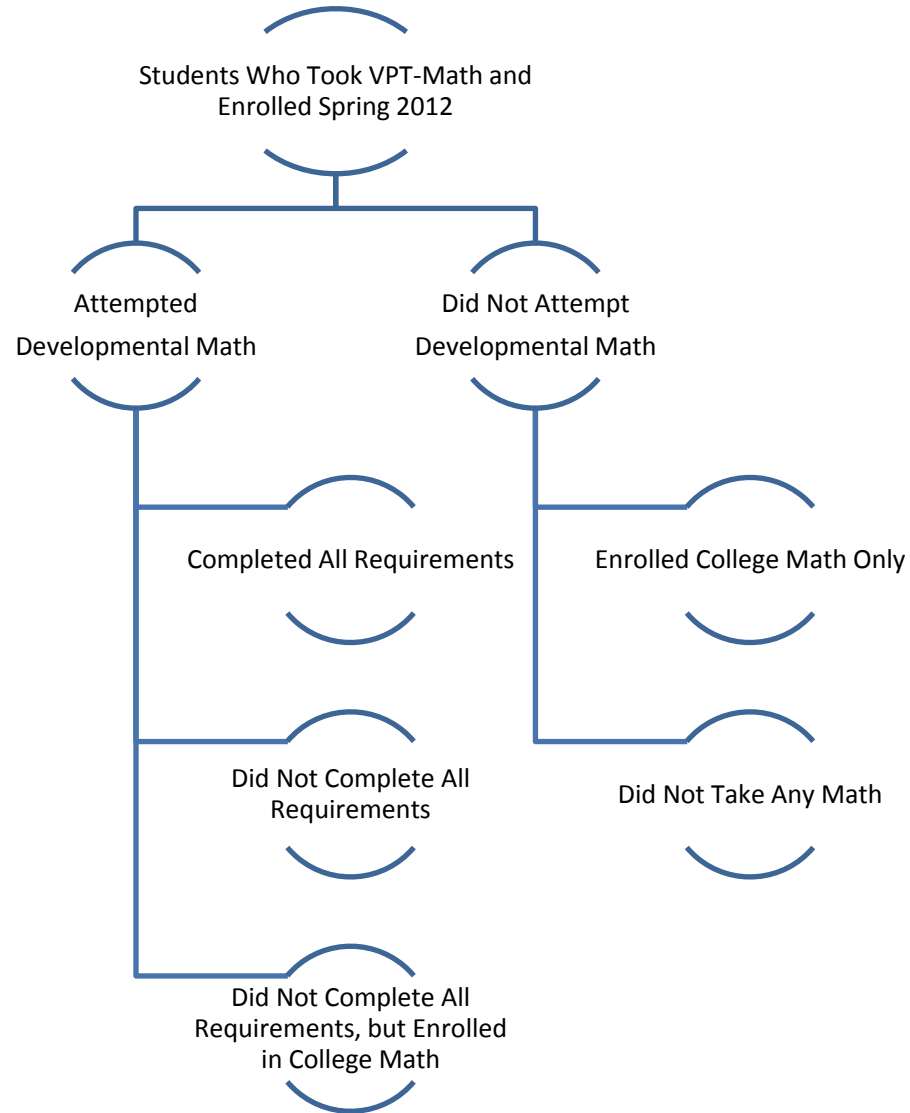 Students Who Took VPT-Math and
Enrolled Spring 2012
Attempted
Developmental Math
Did Not Attempt
Developmental Math
Completed All Requirements
Enrolled College Math Only
Did Not Complete All
Requirements
Did Not Take Any Math
Did Not Complete All
Requirements, but Enrolled
in College Math